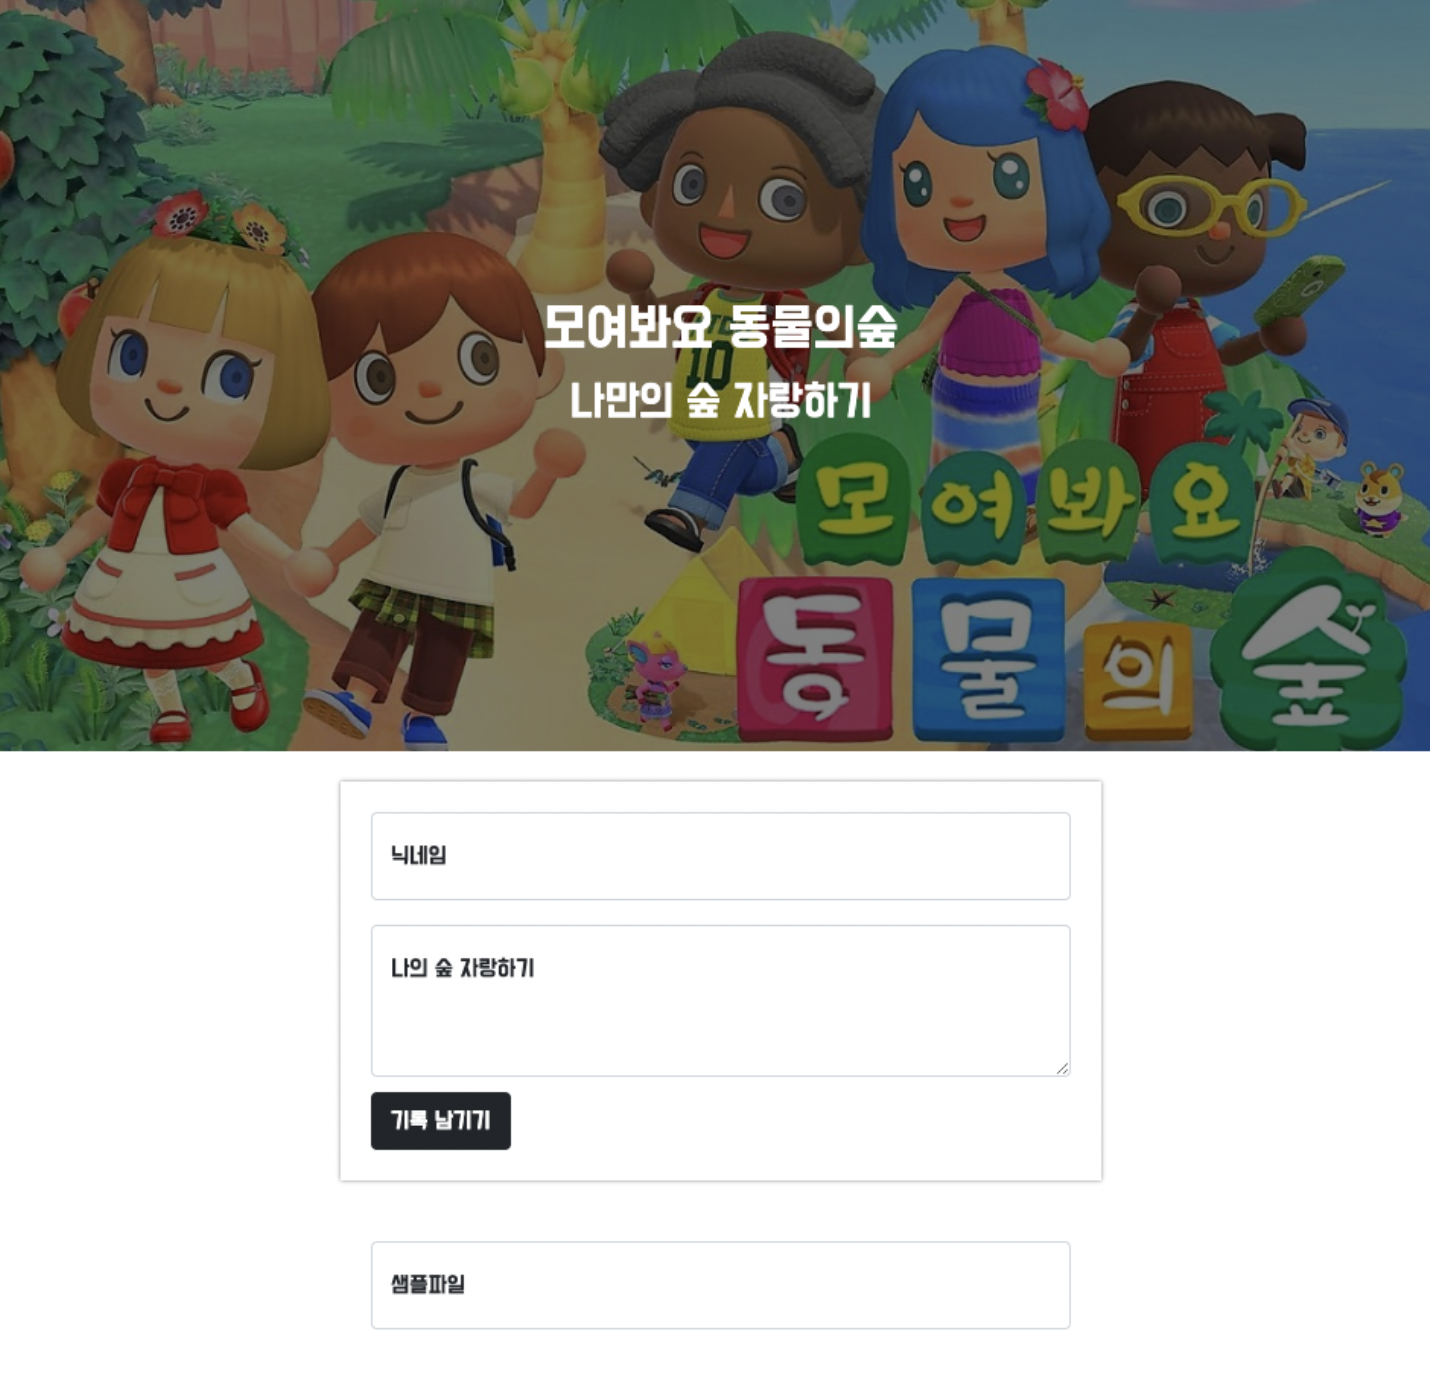 모여봐요 동물의숲
나만의 숲 자랑하기
10
모여봐요
동물의숲
닉네임
나의 숲 자랑하기
기록 남기기
샘플파일